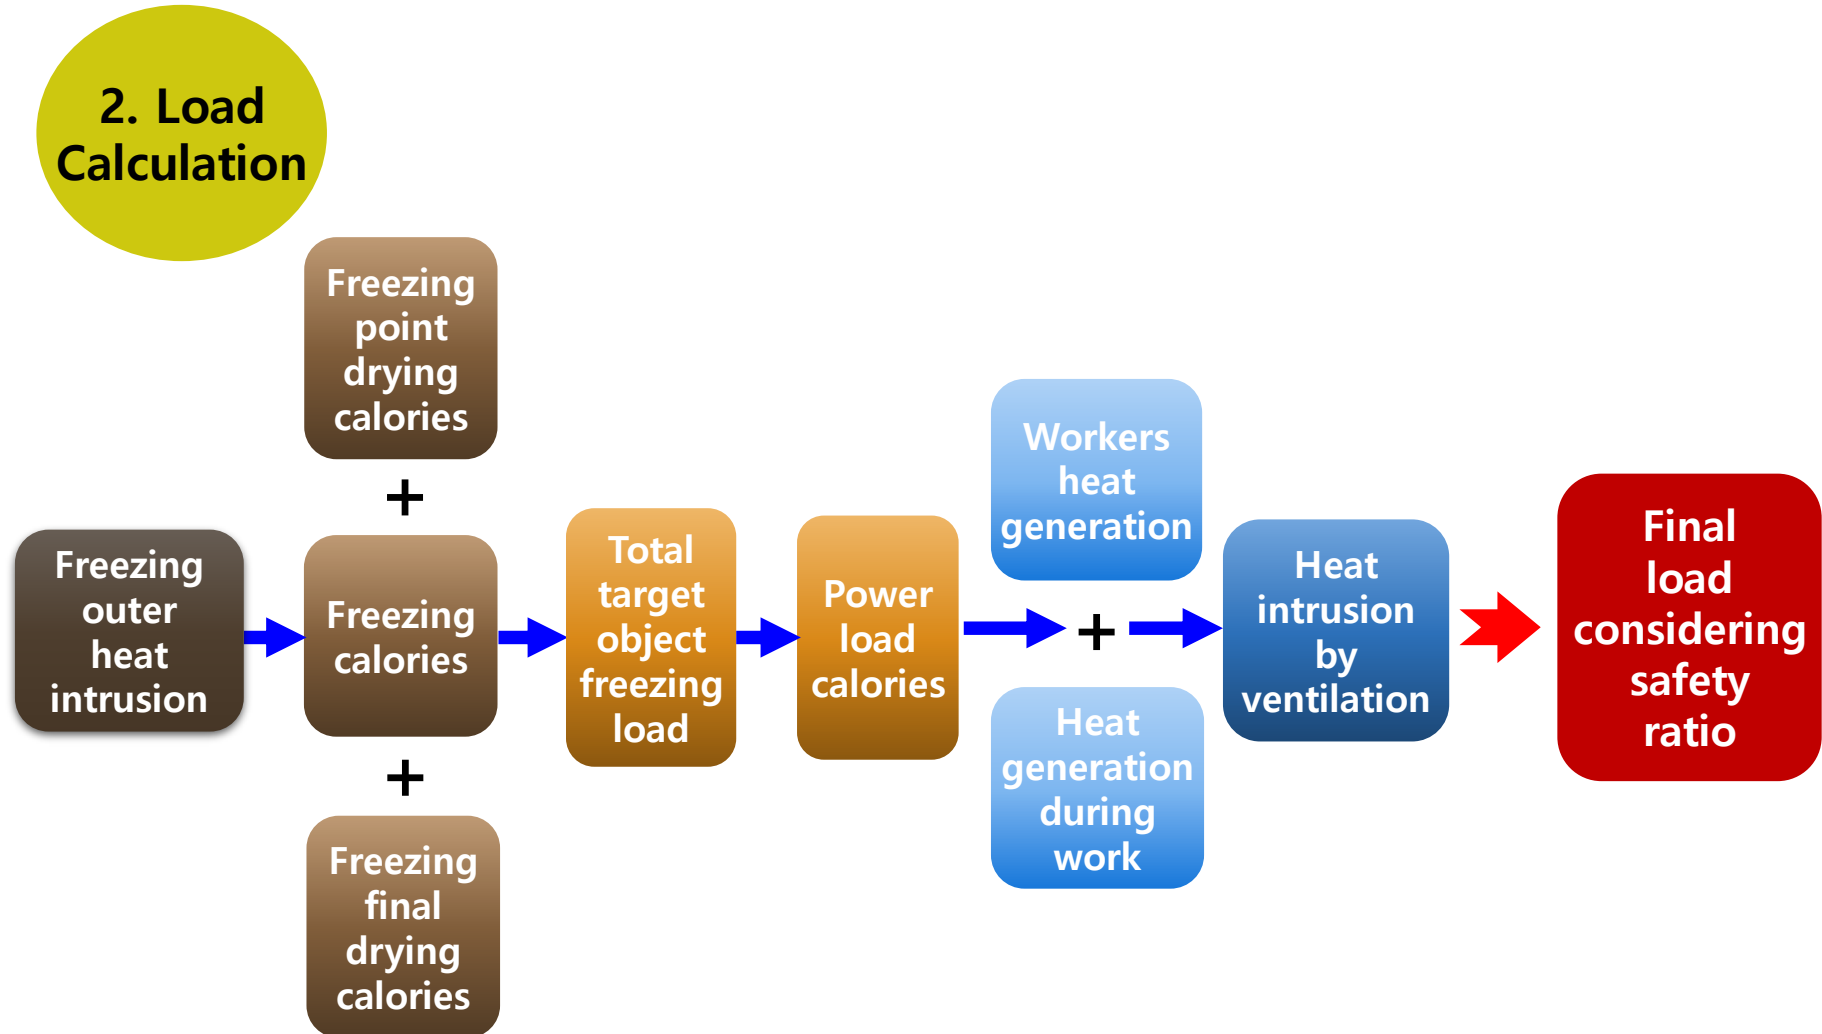 2. Load
Calculation
Freezing
point
drying
calories
+
Freezing
outer
heat
intrusion
Freezing
calories
+
Freezing
final
drying
calories
Total
target
object
freezing
load
Power
load
calories
Workers
heat
generation
+
Heat
generation
during
work
Heat
intrusion
by
ventilation
Final
load
considering
safety
ratio